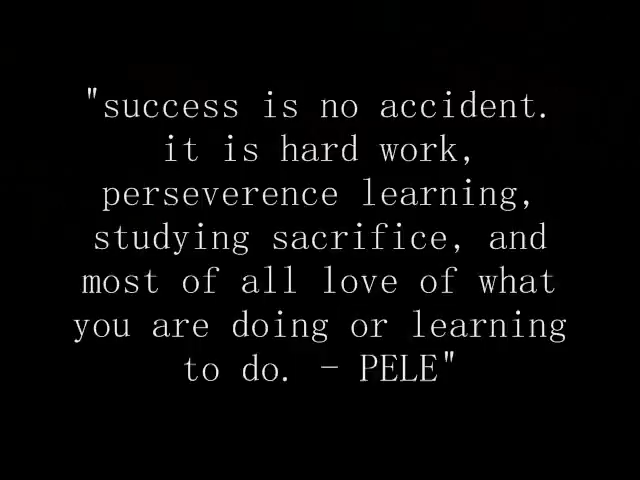 "success is no accident.
it is hard work,
perseverence learning,
studying sacrifice, and
most of all love of what
you are doing or learning
to do. - PELE"